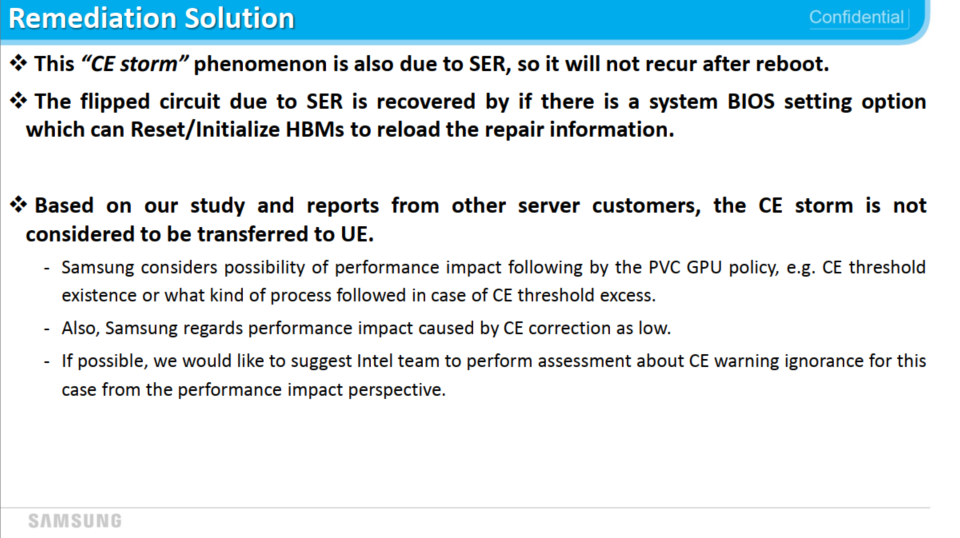 Remediation Solution
Confidential
❖ This “CE storm” phenomenon is also due to SER, so it will not recur after reboot.
❖ The flipped circuit due to SER is recovered by if there is a system BIOS setting option
which can Reset/Initialize HBMs to reload the repair information.
❖ Based on our study and reports from other server customers, the CE storm is not
considered to be transferred to UE.
- Samsung considers possibility of performance impact following by the PVC GPU policy, e.g. CE threshold
existence or what kind of process followed in case of CE threshold excess.
- Also, Samsung regards performance impact caused by CE correction as low.
- If possible, we would like to suggest Intel team to perform assessment about CE warning ignorance for this
case from the performance impact perspective.
SAMSUNG